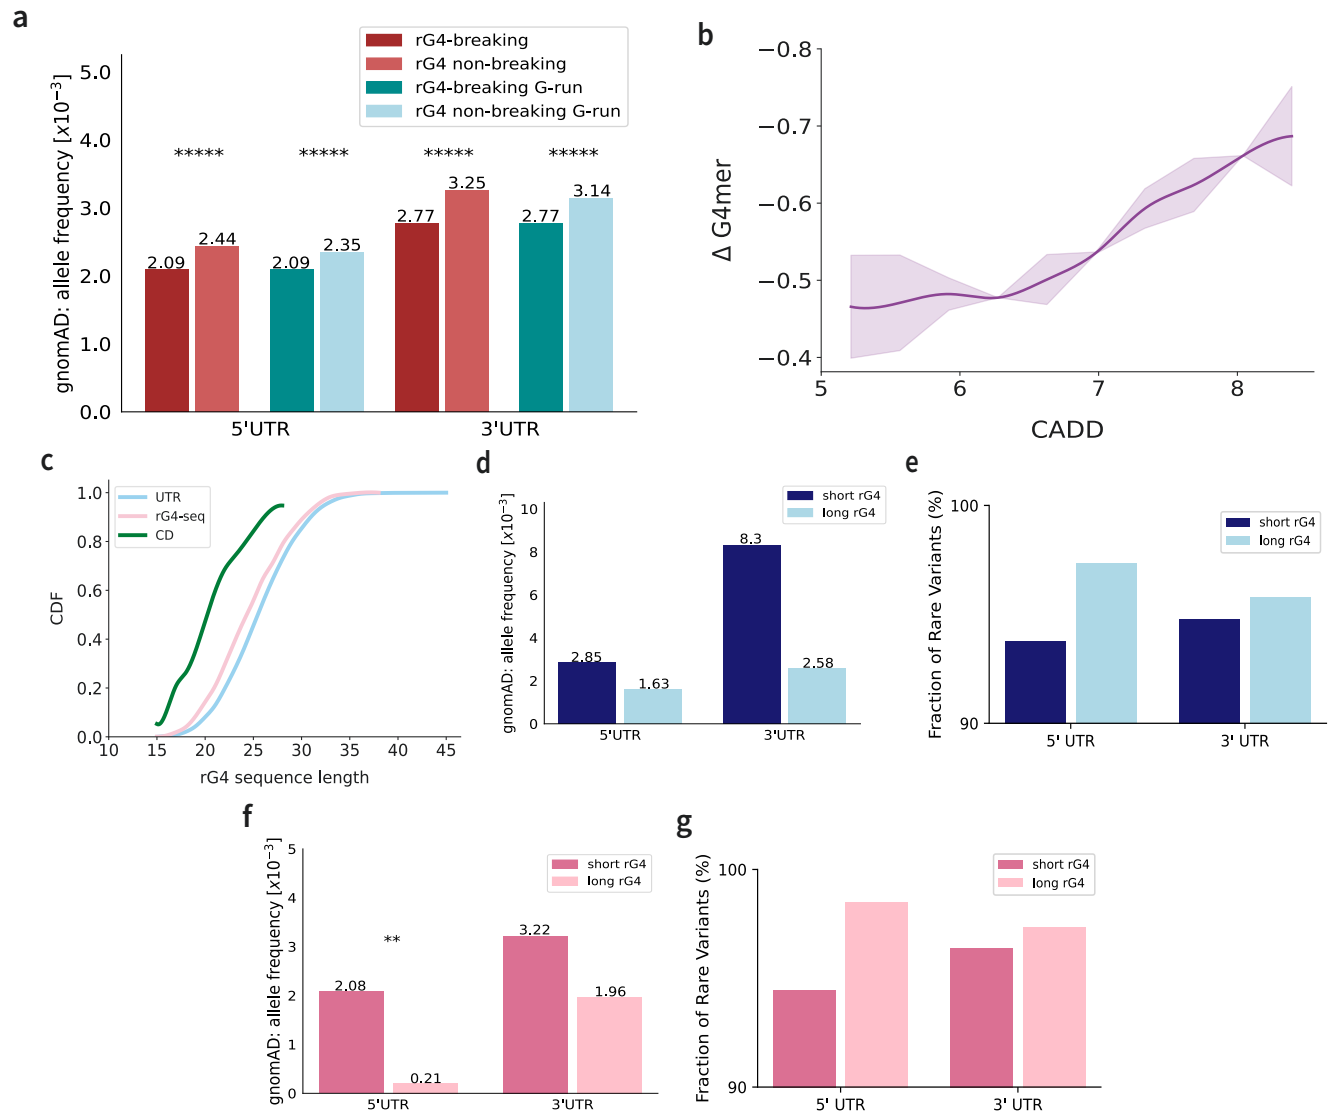 a
rG4-breaking
rG4 non-breaking
rG4-breaking G-run
rG4 non-breaking G-run
gnomAD: allele frequency [x10⁻³]
5.0
4.0
3.0
2.0
1.0
0.0
*****
*****
*****
*****
2.09
2.44
2.09
2.35
2.77
3.25
2.77
3.14
5'UTR
3'UTR
b
Δ G4mer
−0.8
−0.7
−0.6
−0.5
−0.4
5
6
7
8
CADD
c
UTR
rG4-seq
CD
CDF
1.0
0.8
0.6
0.4
0.2
0.0
10
15
20
25
30
35
40
45
rG4 sequence length
d
short rG4
long rG4
gnomAD: allele frequency [x10⁻³]
10
8
6
4
2
0
2.85
1.63
8.3
2.58
5'UTR
3'UTR
e
short rG4
long rG4
Fraction of Rare Variants (%)
100
90
5' UTR
3' UTR
f
short rG4
long rG4
gnomAD: allele frequency [x10⁻³]
5
4
3
2
1
0
**
2.08
0.21
3.22
1.96
5'UTR
3'UTR
g
short rG4
long rG4
Fraction of Rare Variants (%)
100
90
5' UTR
3' UTR